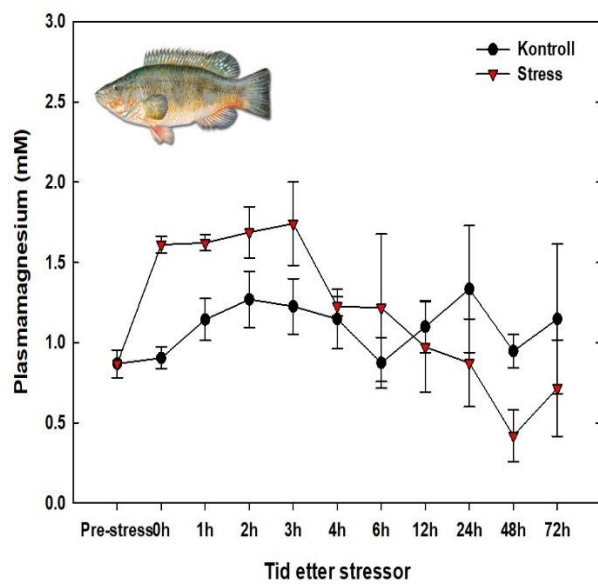 3.0
Kontroll
Stress
2.5
2.0
1.5
1.0
0.5
0.0
Plasmamagnesium (mM)
Pre-stress 0h 1h 2h 3h 4h 6h 12h 24h 48h 72h
Tid etter stressor